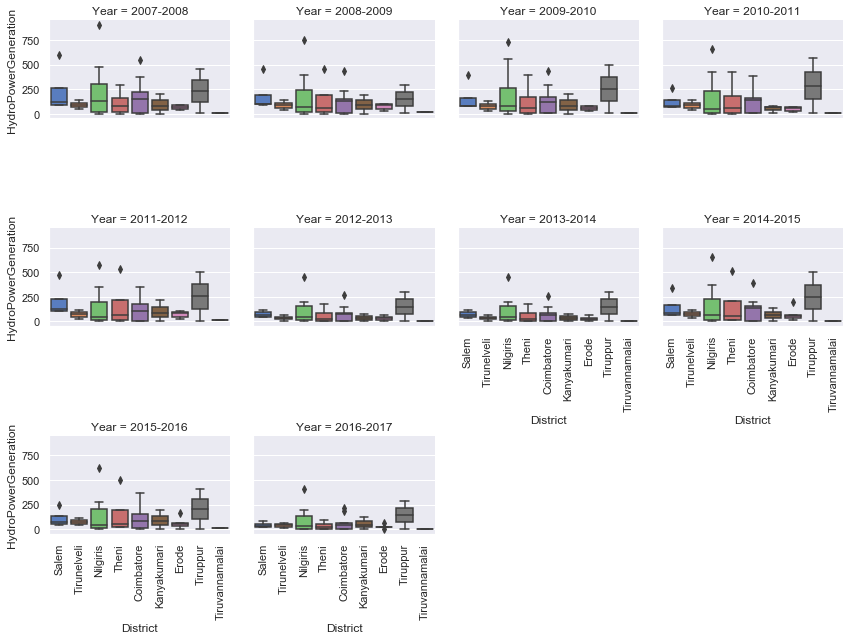 Year = 2007-2008
Year = 2008-2009
Year = 2009-2010
Year = 2010-2011
HydroPowerGeneration
750
500
250
0
Year = 2011-2012
Year = 2012-2013
Year = 2013-2014
Year = 2014-2015
HydroPowerGeneration
750
500
250
0
Salem
Tirunelveli
Nilgiris
Theni
Coimbatore
Kanyakumari
Erode
Tiruppur
Tiruvannamalai
District
Salem
Tirunelveli
Nilgiris
Theni
Coimbatore
Kanyakumari
Erode
Tiruppur
Tiruvannamalai
District
Year = 2015-2016
Year = 2016-2017
HydroPowerGeneration
750
500
250
0
Salem
Tirunelveli
Nilgiris
Theni
Coimbatore
Kanyakumari
Erode
Tiruppur
Tiruvannamalai
District
Salem
Tirunelveli
Nilgiris
Theni
Coimbatore
Kanyakumari
Erode
Tiruppur
Tiruvannamalai
District